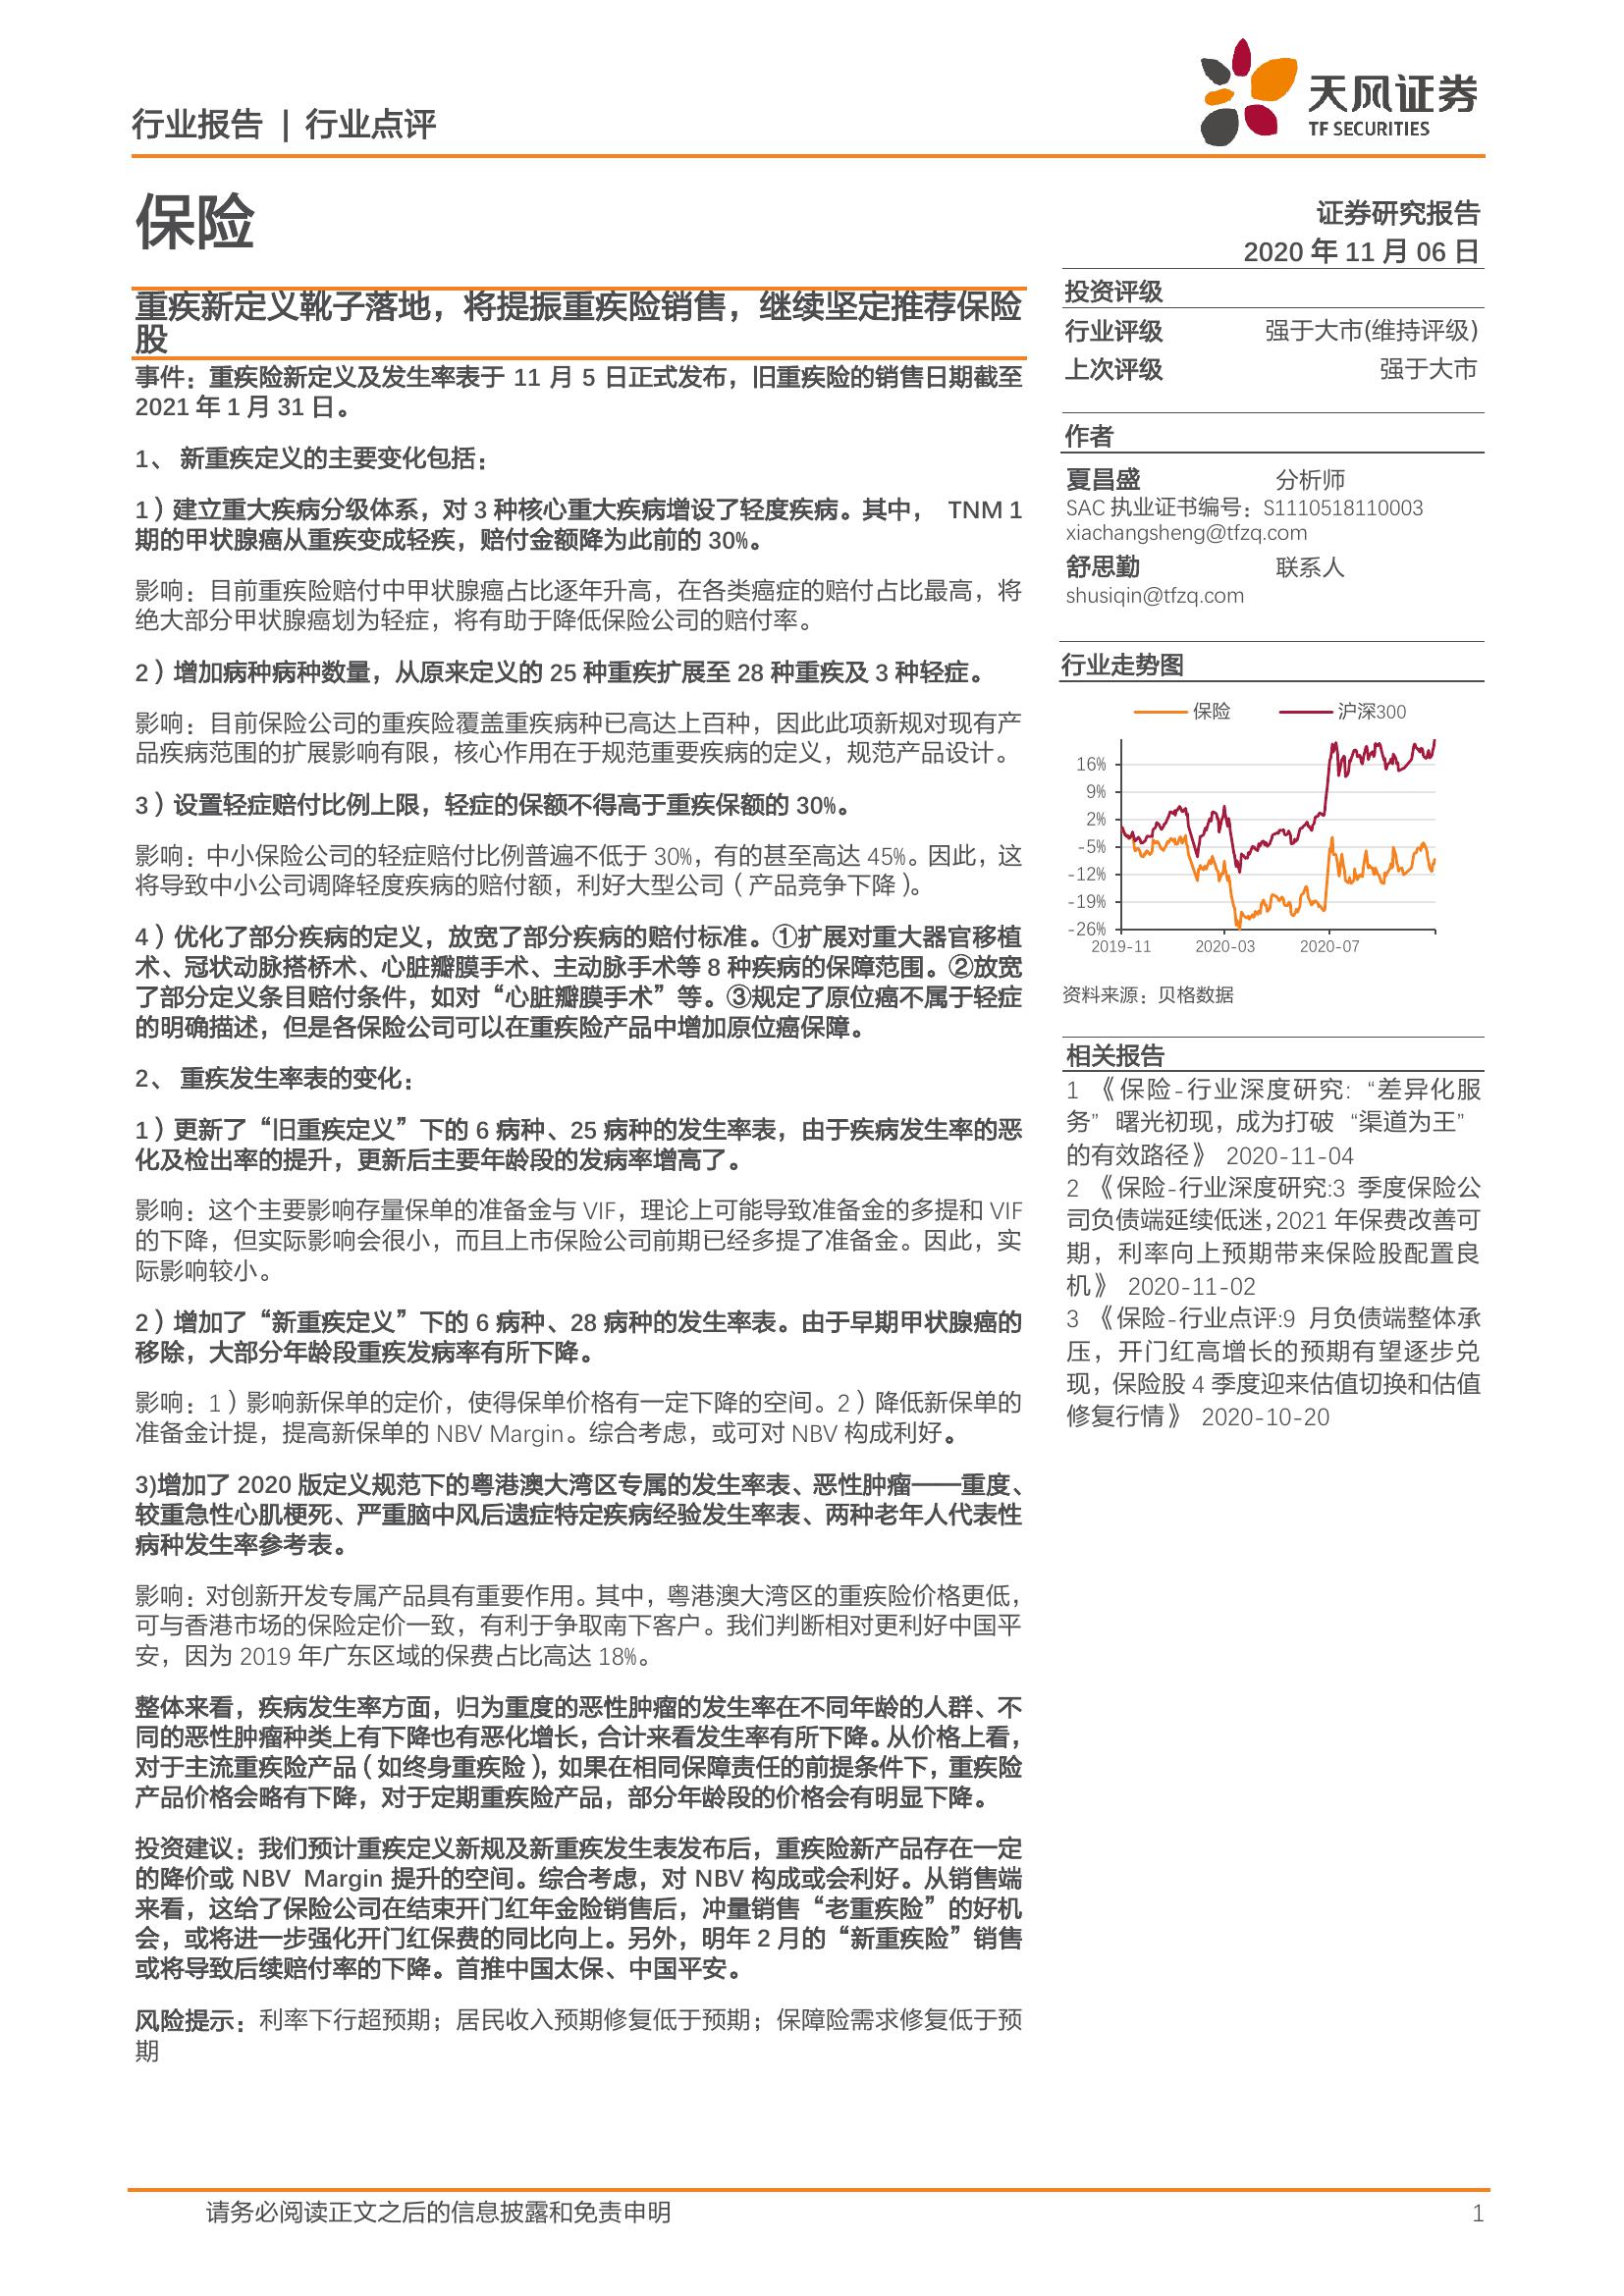 行业报告 | 行业点评
天风证券
TF SECURITIES
保险
证券研究报告
2020 年 11 月 06 日
重疾新定义靴子落地，将提振重疾险销售，继续坚定推荐保险
股
事件：重疾险新定义及发生率表于 11 月 5 日正式发布，旧重疾险的销售日期截至
2021 年 1 月 31 日。
1、 新重疾定义的主要变化包括：
1）建立重大疾病分级体系，对 3 种核心重大疾病增设了轻度疾病。其中， TNM 1
期的甲状腺癌从重疾变成轻疾，赔付金额降为此前的 30%。
影响：目前重疾险赔付中甲状腺癌占比逐年升高，在各类癌症的赔付占比最高，将
绝大部分甲状腺癌划为轻症，将有助于降低保险公司的赔付率。
2）增加病种病种数量，从原来定义的 25 种重疾扩展至 28 种重疾及 3 种轻症。
影响：目前保险公司的重疾险覆盖重疾病种已高达上百种，因此此项新规对现有产
品疾病范围的扩展影响有限，核心作用在于规范重要疾病的定义，规范产品设计。
3）设置轻症赔付比例上限，轻症的保额不得高于重疾保额的 30%。
影响：中小保险公司的轻症赔付比例普遍不低于 30%，有的甚至高达 45%。因此，这
将导致中小公司调降轻度疾病的赔付额，利好大型公司（产品竞争下降）。
4）优化了部分疾病的定义，放宽了部分疾病的赔付标准。①扩展对重大器官移植
术、冠状动脉搭桥术、心脏瓣膜手术、主动脉手术等 8 种疾病的保障范围。②放宽
了部分定义条目赔付条件，如对“心脏瓣膜手术”等。③规定了原位癌不属于轻症
的明确描述，但是各保险公司可以在重疾险产品中增加原位癌保障。
2、 重疾发生率表的变化：
1）更新了“旧重疾定义”下的 6 病种、25 病种的发生率表，由于疾病发生率的恶
化及检出率的提升，更新后主要年龄段的发病率增高了。
影响：这个主要影响存量保单的准备金与 VIF，理论上可能导致准备金的多提和 VIF
的下降，但实际影响会很小，而且上市保险公司前期已经多提了准备金。因此，实
际影响较小。
2）增加了“新重疾定义”下的 6 病种、28 病种的发生率表。由于早期甲状腺癌的
移除，大部分年龄段重疾发病率有所下降。
影响：1）影响新保单的定价，使得保单价格有一定下降的空间。2）降低新保单的
准备金计提，提高新保单的 NBV Margin。综合考虑，或可对 NBV 构成利好。
3)增加了 2020 版定义规范下的粤港澳大湾区专属的发生率表、恶性肿瘤——重度、
较重急性心肌梗死、严重脑中风后遗症特定疾病经验发生率表、两种老年人代表性
病种发生率参考表。
影响：对创新开发专属产品具有重要作用。其中，粤港澳大湾区的重疾险价格更低，
可与香港市场的保险定价一致，有利于争取南下客户。我们判断相对更利好中国平
安，因为 2019 年广东区域的保费占比高达 18%。
整体来看，疾病发生率方面，归为重度的恶性肿瘤的发生率在不同年龄的人群、不
同的恶性肿瘤种类上有下降也有恶化增长，合计来看发生率有所下降。从价格上看，
对于主流重疾险产品（如终身重疾险），如果在相同保障责任的前提条件下，重疾险
产品价格会略有下降，对于定期重疾险产品，部分年龄段的价格会有明显下降。
投资建议：我们预计重疾定义新规及新重疾发生表发布后，重疾险新产品存在一定
的降价或 NBV Margin 提升的空间。综合考虑，对 NBV 构成或会利好。从销售端
来看，这给了保险公司在结束开门红年金险销售后，冲量销售“老重疾险”的好机
会，或将进一步强化开门红保费的同比向上。另外，明年 2 月的“新重疾险”销售
或将导致后续赔付率的下降。首推中国太保、中国平安。
风险提示：利率下行超预期；居民收入预期修复低于预期；保障险需求修复低于预
期
投资评级
行业评级 强于大市(维持评级)
上次评级 强于大市
作者
夏昌盛 分析师
SAC 执业证书编号：S1110518110003
xiachangsheng@tfzq.com
舒思勤 联系人
shusiqin@tfzq.com
行业走势图
保险 沪深300
16%
9%
2%
-5%
-12%
-19%
-26%
2019-11 2020-03 2020-07
资料来源：贝格数据
相关报告
1 《保险-行业深度研究: “差异化服
务” 曙光初现，成为打破 “渠道为王”
的有效路径》 2020-11-04
2 《保险-行业深度研究:3 季度保险公
司负债端延续低迷，2021 年保费改善可
期，利率向上预期带来保险股配置良
机》 2020-11-02
3 《保险-行业点评:9 月负债端整体承
压，开门红高增长的预期有望逐步兑
现，保险股 4 季度迎来估值切换和估值
修复行情》 2020-10-20
请务必阅读正文之后的信息披露和免责申明 1